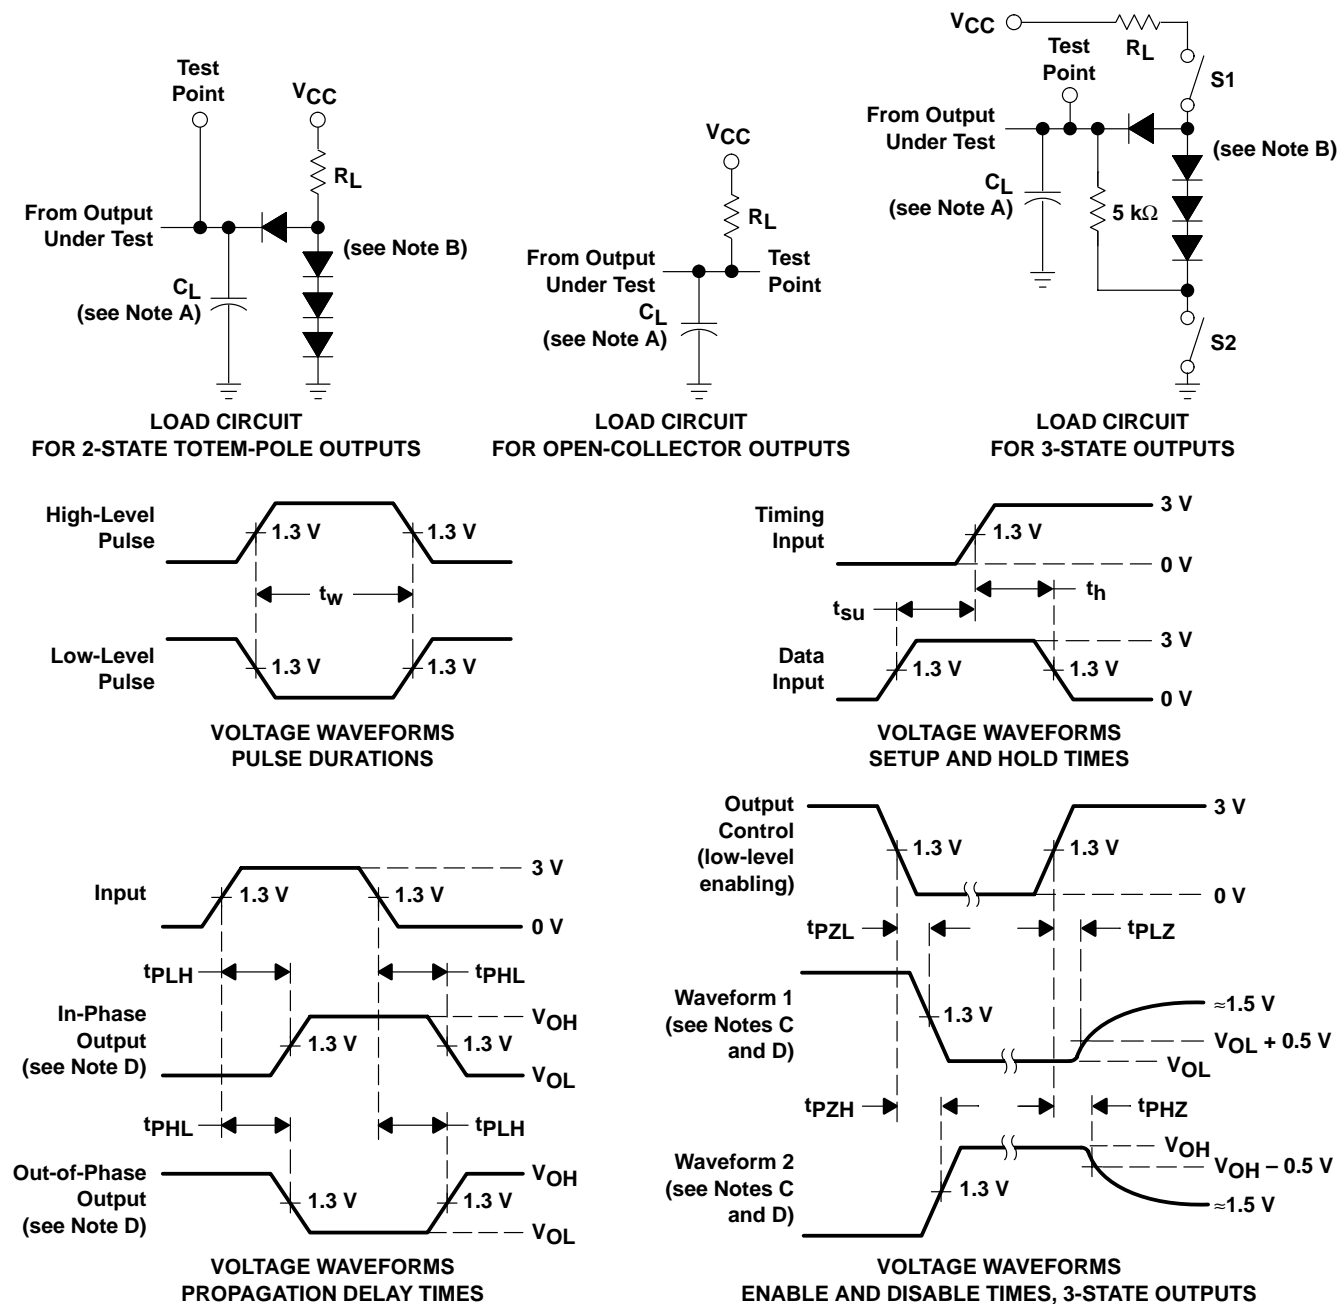 Test
Point
VCC
RL
From Output
Under Test
(see Note B)
CL
(see Note A)
LOAD CIRCUIT
FOR 2-STATE TOTEM-POLE OUTPUTS
VCC
RL
From Output
Under Test
Test
Point
CL
(see Note A)
LOAD CIRCUIT
FOR OPEN-COLLECTOR OUTPUTS
VCC
RL
Test
Point
S1
From Output
Under Test
(see Note B)
CL
(see Note A)
5 kΩ
S2
LOAD CIRCUIT
FOR 3-STATE OUTPUTS
High-Level
Pulse
1.3 V
1.3 V
tw
Low-Level
Pulse
1.3 V
1.3 V
VOLTAGE WAVEFORMS
PULSE DURATIONS
Timing
Input
1.3 V
3 V
0 V
th
tsu
Data
Input
1.3 V
1.3 V
3 V
0 V
VOLTAGE WAVEFORMS
SETUP AND HOLD TIMES
Input
1.3 V
1.3 V
3 V
0 V
tPLH
tPHL
In-Phase
Output
(see Note D)
1.3 V
1.3 V
VOH
VOL
tPHL
tPLH
Out-of-Phase
Output
(see Note D)
1.3 V
1.3 V
VOH
VOL
VOLTAGE WAVEFORMS
PROPAGATION DELAY TIMES
Output
Control
(low-level
enabling)
1.3 V
1.3 V
3 V
0 V
tPZL
tPLZ
Waveform 1
(see Notes C
and D)
1.3 V
≈1.5 V
VOL + 0.5 V
VOL
tPZH
tPHZ
Waveform 2
(see Notes C
and D)
1.3 V
VOH
VOH − 0.5 V
≈1.5 V
VOLTAGE WAVEFORMS
ENABLE AND DISABLE TIMES, 3-STATE OUTPUTS